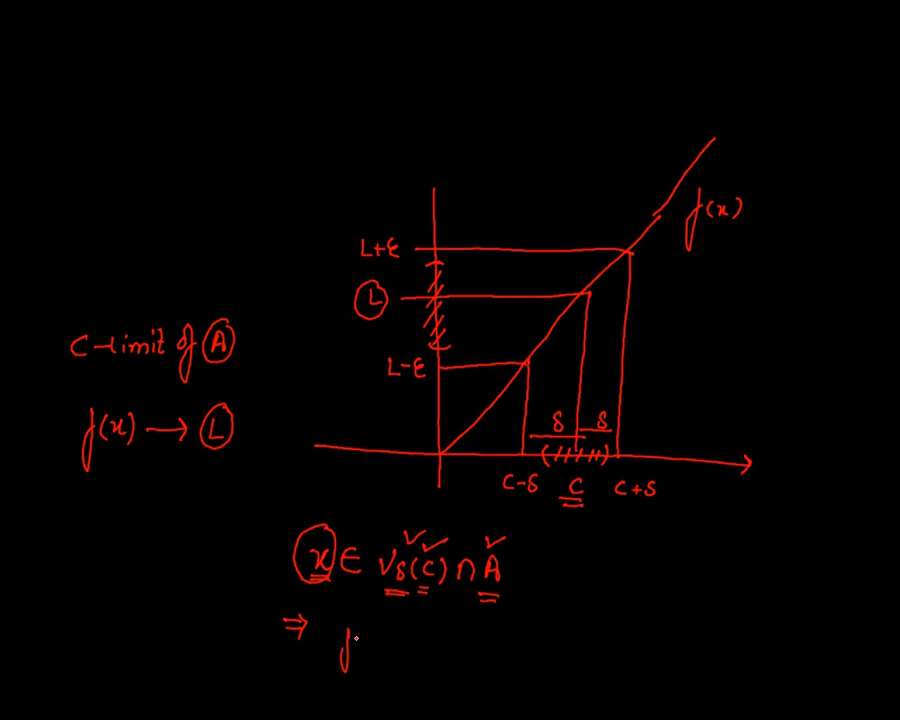 f(x)
L+ε
L
L-ε
C-limit of A
f(x) → L
δ δ
C-δ C C+δ
x ∈ Vδ(C) ∩ A
⇒ f